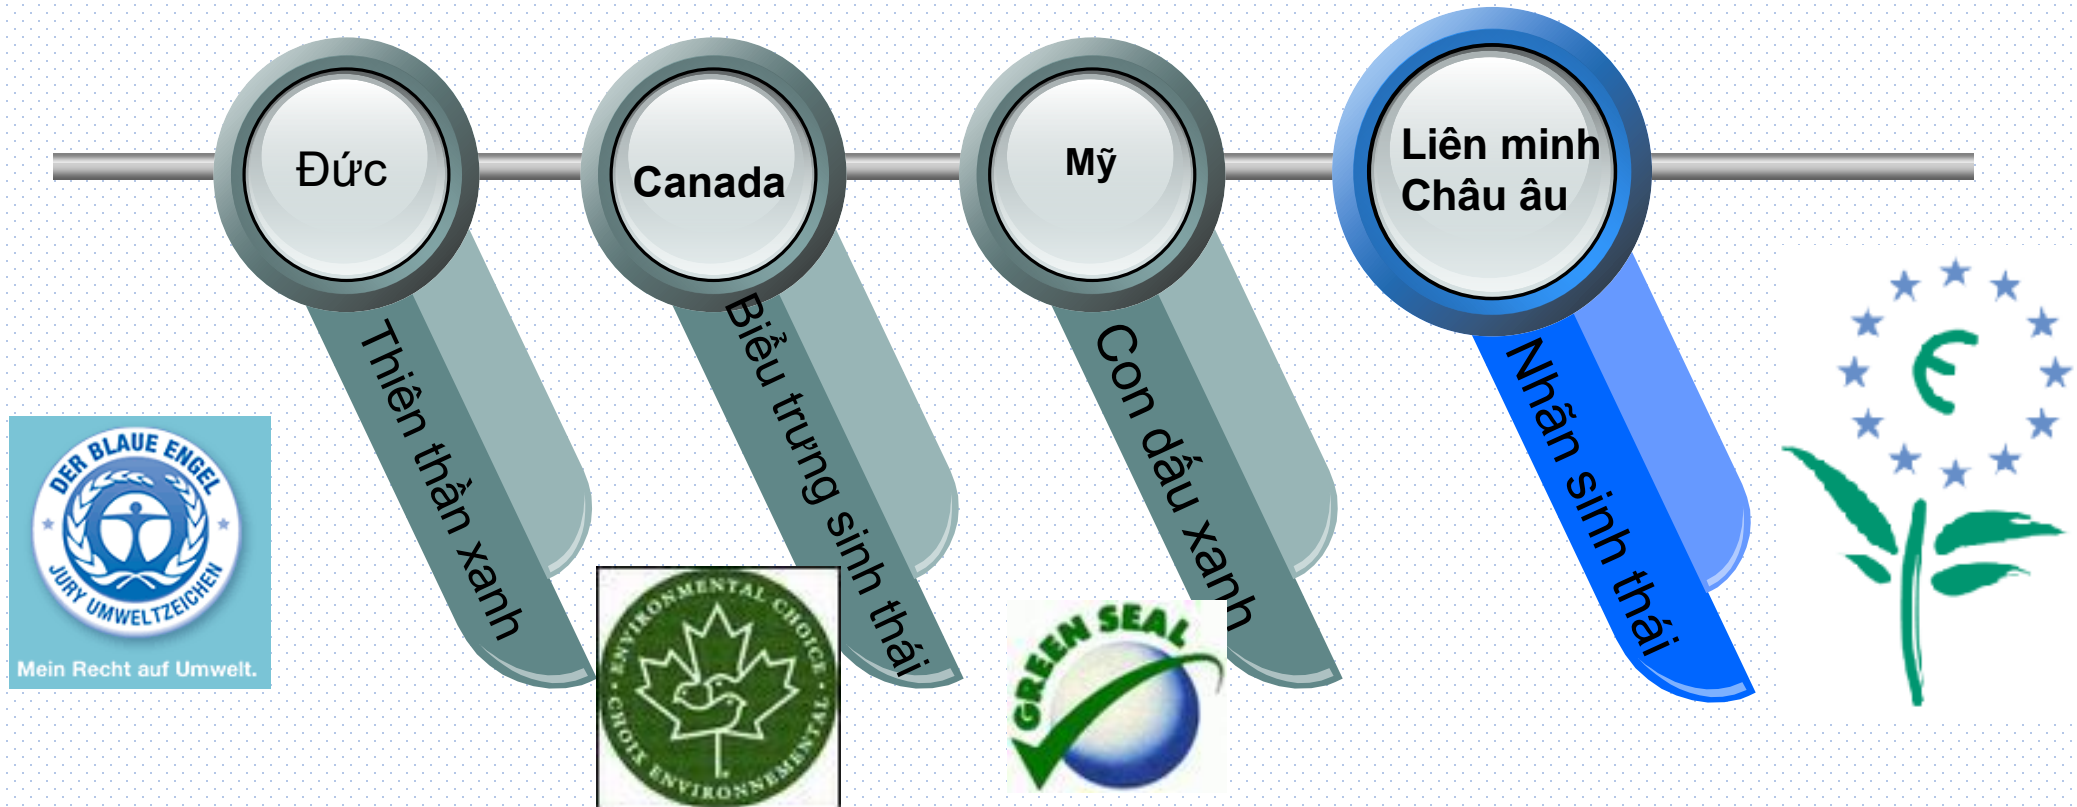 Đức
Canada
Mỹ
Liên minh
Châu âu
Thiên thần xanh
Biểu trưng sinh thái
Con dấu xanh
Nhãn sinh thái
DER BLAUE ENGEL
JURY UMWELTZEICHEN
Mein Recht auf Umwelt.
ENVIRONMENTAL CHOICE
CHOIX ENVIRONNEMENTAL
GREEN SEAL